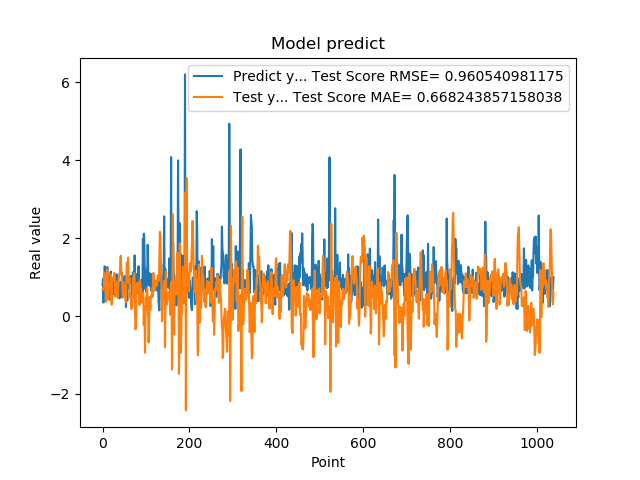 Model predict
Predict y... Test Score RMSE= 0.960540981175
Test y... Test Score MAE= 0.668243857158038
6
4
2
0
−2
Real value
0 200 400 600 800 1000
Point